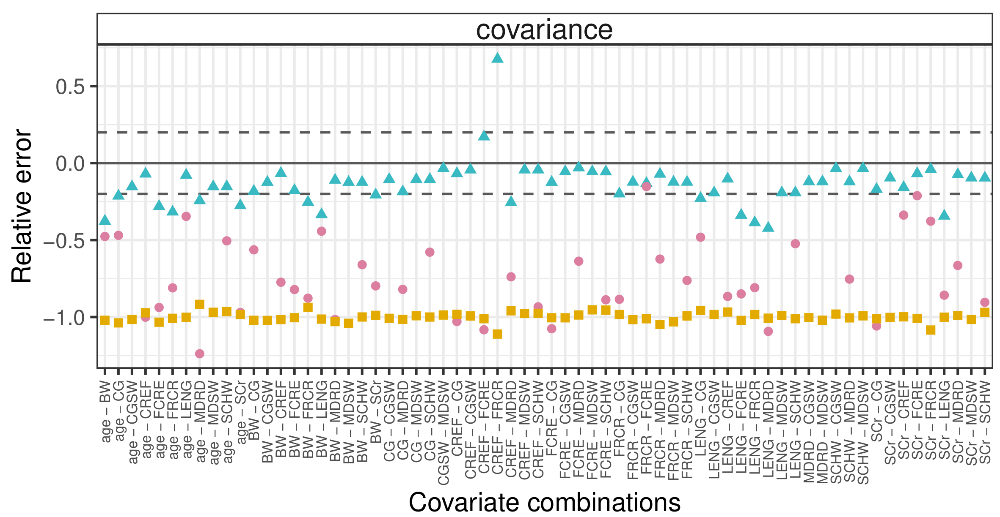 covariance
Relative error
0.5
0.0
−0.5
−1.0
age – BW
age – CG
age – CGSW
age – CREF
age – FCRE
age – FRCR
age – LENG
age – MDRD
age – MDSW
age – SCHW
age – SCr
BW – CG
BW – CGSW
BW – CREF
BW – FCRE
BW – FRCR
BW – LENG
BW – MDRD
BW – MDSW
BW – SCHW
BW – SCr
CG – CGSW
CG – MDRD
CG – MDSW
CG – SCHW
CGSW – MDSW
CREF – CG
CREF – CGSW
CREF – FCRE
CREF – FRCR
CREF – MDRD
CREF – MDSW
CREF – SCHW
FCRE – CG
FCRE – CGSW
FCRE – MDRD
FCRE – MDSW
FCRE – SCHW
FRCR – CG
FRCR – CGSW
FRCR – FCRE
FRCR – MDRD
FRCR – MDSW
FRCR – SCHW
LENG – CG
LENG – CGSW
LENG – CREF
LENG – FCRE
LENG – FRCR
LENG – MDRD
LENG – MDSW
LENG – SCHW
MDRD – CGSW
MDRD – MDSW
SCHW – CGSW
SCHW – MDRD
SCHW – MDSW
SCr – CG
SCr – CGSW
SCr – CREF
SCr – FCRE
SCr – FRCR
SCr – LENG
SCr – MDRD
SCr – MDSW
SCr – SCHW
Covariate combinations